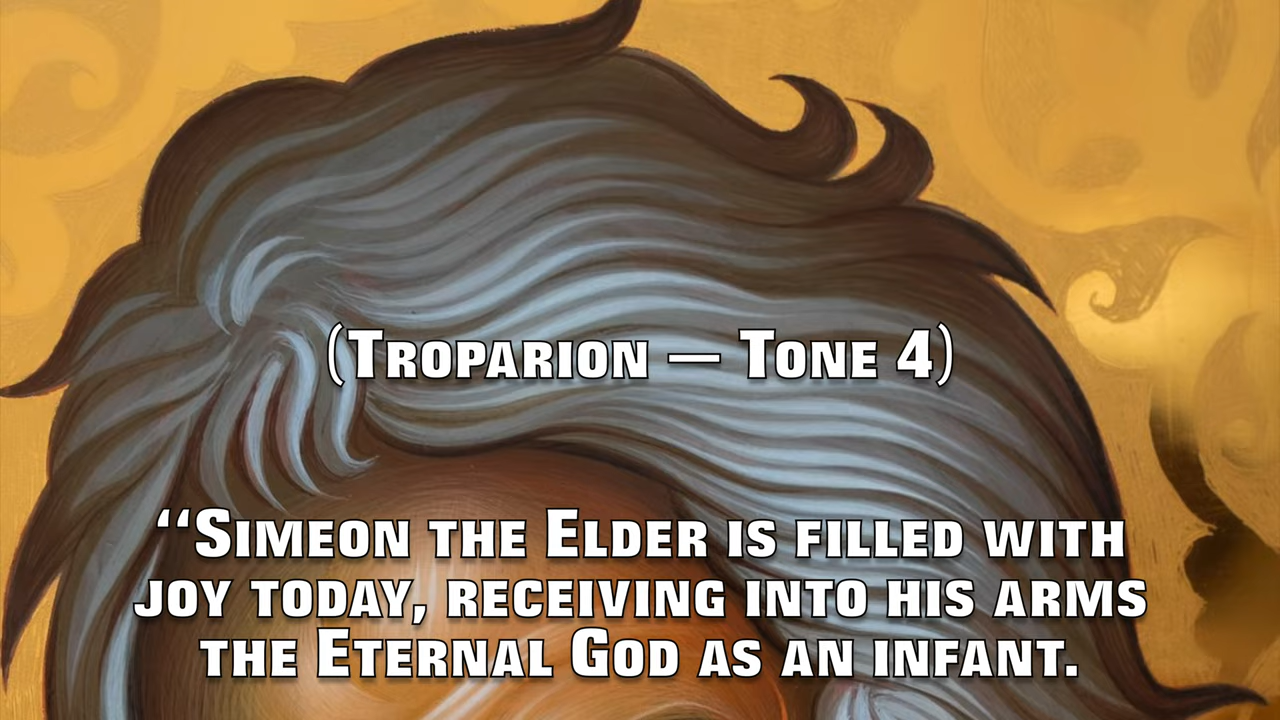 (Troparion — Tone 4)
“Simeon the Elder is filled with
joy today, receiving into his arms
the Eternal God as an infant.